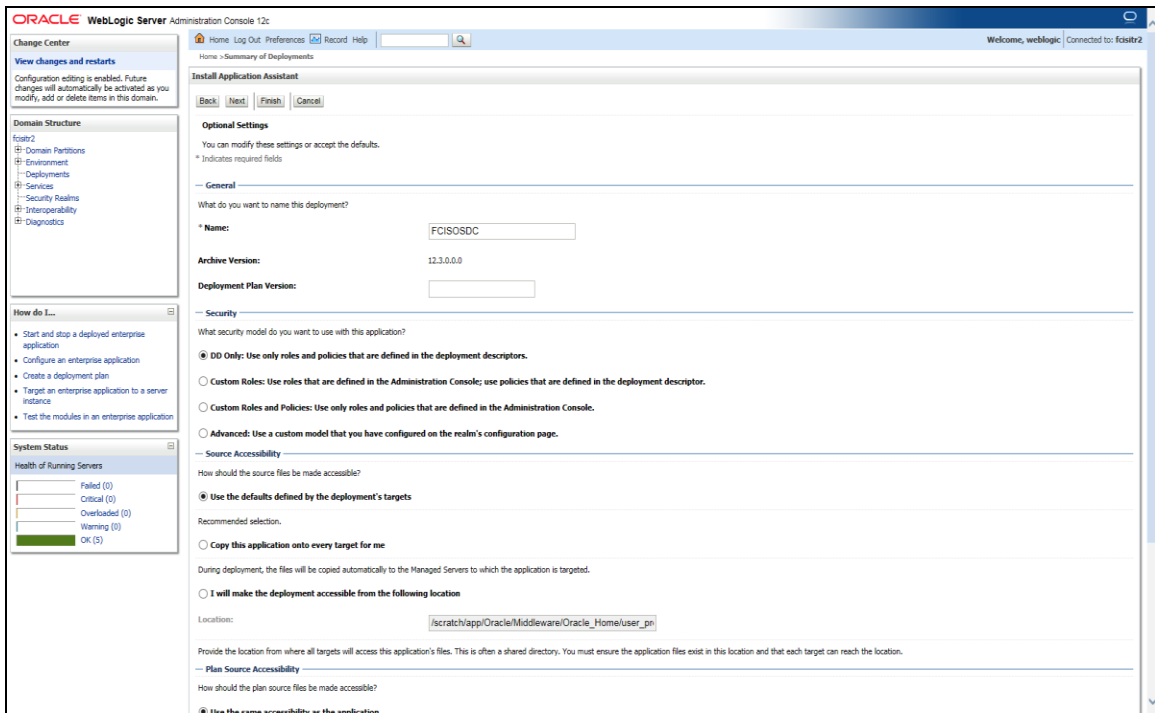 ORACLE WebLogic Server Administration Console 12c
Change Center
View changes and restarts
Configuration editing is enabled. Future
changes will automatically be activated as you
modify, add or delete items in this domain.
Domain Structure
fcisitr2
Domain Partitions
Environment
Deployments
Services
Security Realms
Interoperability
Diagnostics
How do I...
Start and stop a deployed enterprise
application
Configure an enterprise application
Create a deployment plan
Target an enterprise application to a server
instance
Test the modules in an enterprise application
System Status
Health of Running Servers
Failed (0)
Critical (0)
Overloaded (0)
Warning (0)
OK (5)
Home Log Out Preferences Record Help
Welcome, weblogic Connected to: fcisitr2
Home >Summary of Deployments
Install Application Assistant
Back Next Finish Cancel
Optional Settings
You can modify these settings or accept the defaults.
* Indicates required fields
General
What do you want to name this deployment?
* Name: FCISOSDC
Archive Version: 12.3.0.0.0
Deployment Plan Version:
Security
What security model do you want to use with this application?
DD Only: Use only roles and policies that are defined in the deployment descriptors.
Custom Roles: Use roles that are defined in the Administration Console; use policies that are defined in the deployment descriptor.
Custom Roles and Policies: Use only roles and policies that are defined in the Administration Console.
Advanced: Use a custom model that you have configured on the realm's configuration page.
Source Accessibility
How should the source files be made accessible?
Use the defaults defined by the deployment's targets
Recommended selection.
Copy this application onto every target for me
During deployment, the files will be copied automatically to the Managed Servers to which the application is targeted.
I will make the deployment accessible from the following location
Location: /scratch/app/Oracle/Middleware/Oracle_Home/user_pr
Provide the location from where all targets will access this application's files. This is often a shared directory. You must ensure the application files exist in this location and that each target can reach the location.
Plan Source Accessibility
How should the plan source files be made accessible?
Use the same accessibility as the application